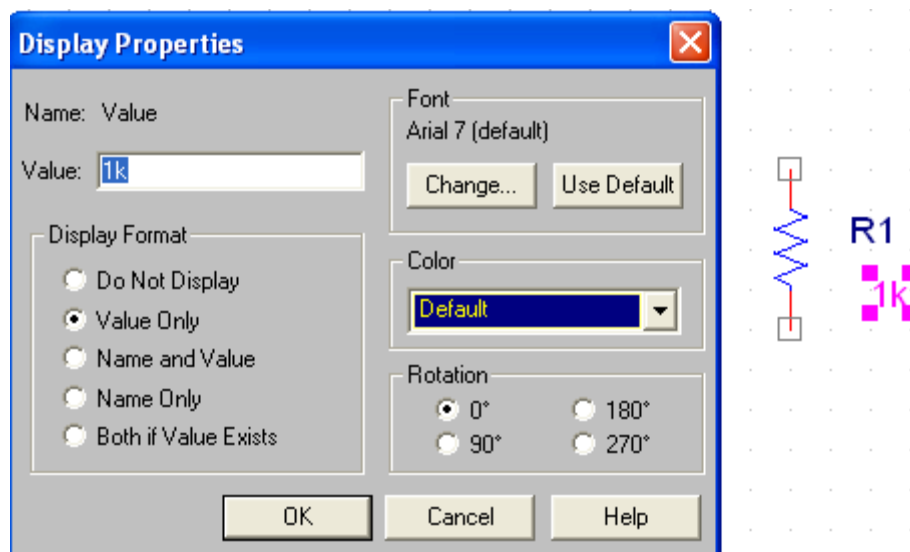 Display Properties
Name: Value
Value: 1k
Display Format
Do Not Display
Value Only
Name and Value
Name Only
Both if Value Exists
Font
Arial 7 (default)
Change... Use Default
Color
Default
Rotation
0° 180°
90° 270°
OK Cancel Help
R1
1k